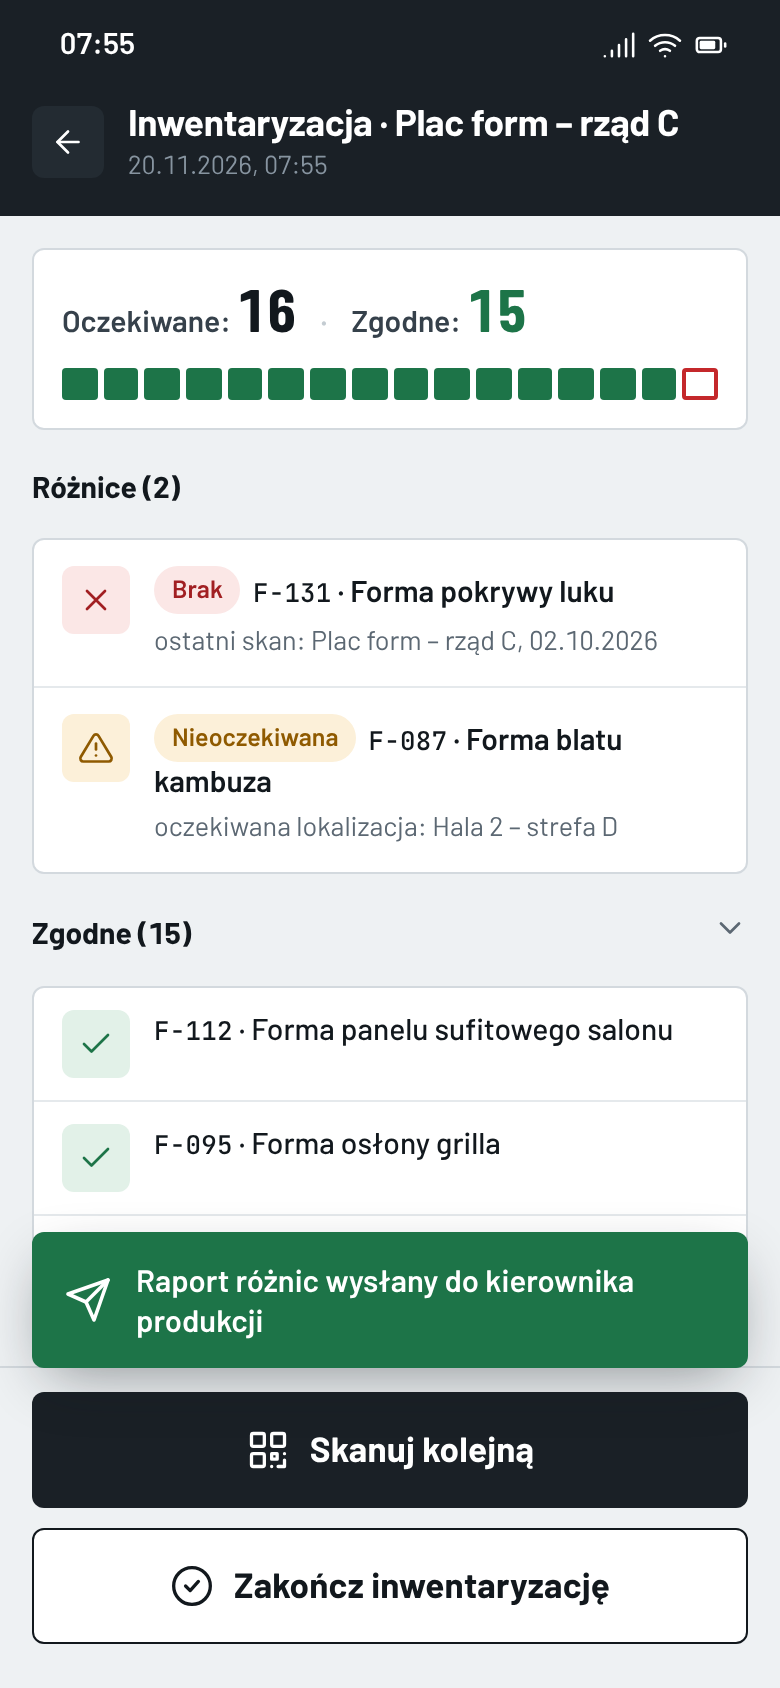 07:55
Inwentaryzacja · Plac form – rząd C
20.11.2026, 07:55
Oczekiwane: 16 · Zgodne: 15
Różnice (2)
Brak F-131 · Forma pokrywy luku
ostatni skan: Plac form – rząd C, 02.10.2026
Nieoczekiwana F-087 · Forma blatu
kambuza
oczekiwana lokalizacja: Hala 2 – strefa D
Zgodne (15)
F-112 · Forma panelu sufitowego salonu
F-095 · Forma osłony grilla
Raport różnic wysłany do kierownika
produkcji
Skanuj kolejną
Zakończ inwentaryzację